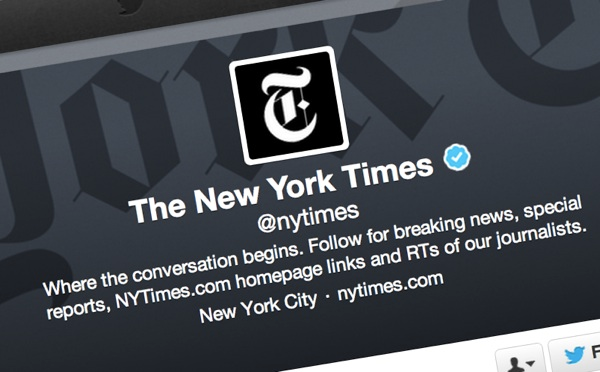 The New York Times
@nytimes
Where the conversation begins. Follow for breaking news, special
reports, NYTimes.com homepage links and RTs of our journalists.
New York City · nytimes.com